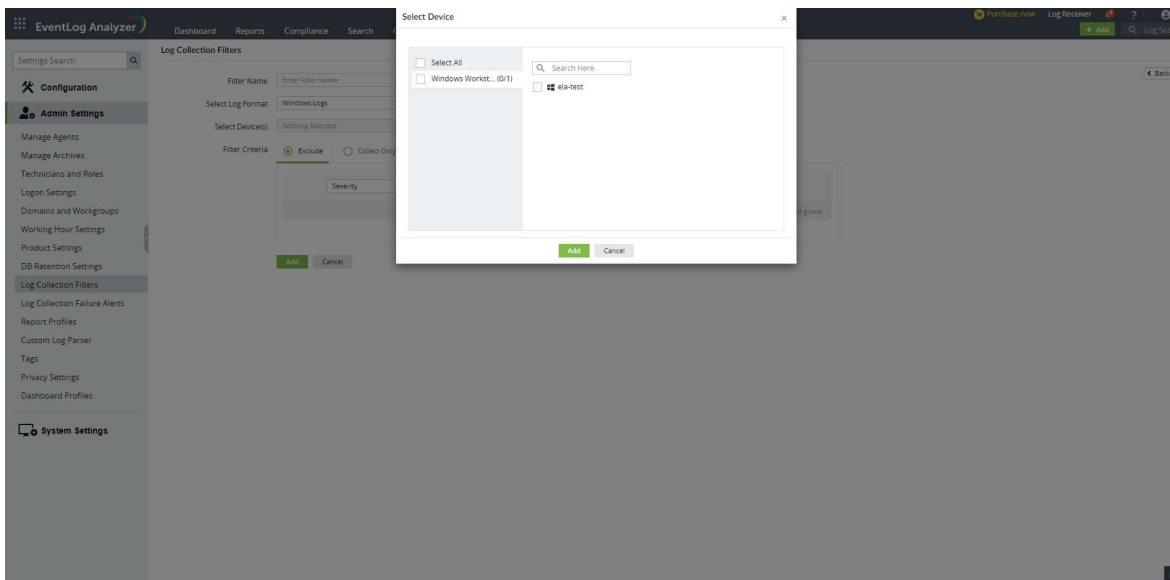 EventLog Analyzer
Dashboard Reports Compliance Search
Purchase now Log Receiver ?
+ Add Log Sea
Select Device ×
Select All
Windows Workst... (0/1)
Search Here
ela-test
Add Cancel
Settings Search
Configuration
Admin Settings
Manage Agents
Manage Archives
Technicians and Roles
Logon Settings
Domains and Workgroups
Working Hour Settings
Product Settings
DB Retention Settings
Log Collection Filters
Log Collection Failure Alerts
Report Profiles
Custom Log Parser
Tags
Privacy Settings
Dashboard Profiles
System Settings
Log Collection Filters
Back
Filter Name Enter Filter Name
Select Log Format Windows Logs
Select Device(s) Nothing Selected
Filter Criteria Exclude Collect Only
Severity
group
Add Cancel